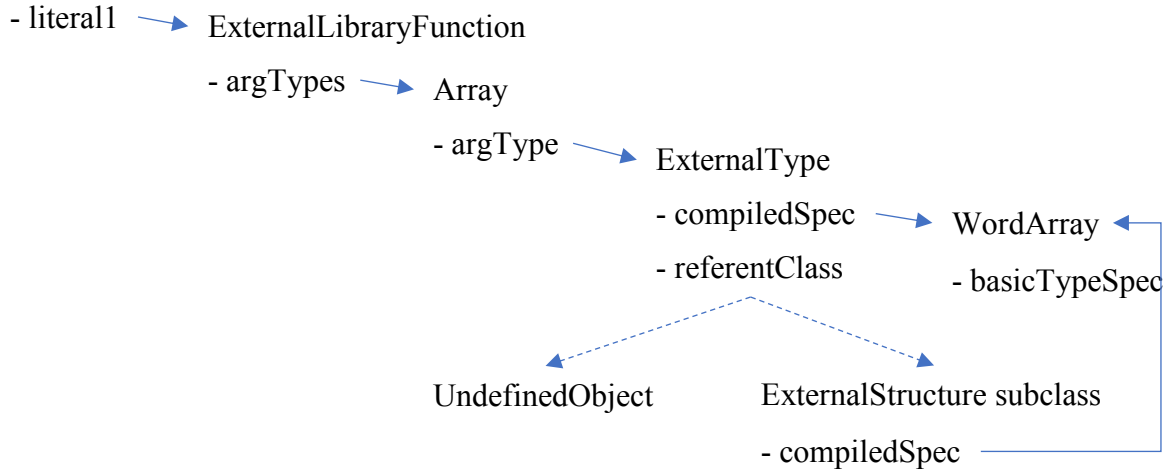 - literal1
ExternalLibraryFunction
- argTypes
Array
- argType
ExternalType
- compiledSpec
WordArray
- referentClass
- basicTypeSpec
UndefinedObject
ExternalStructure subclass
- compiledSpec